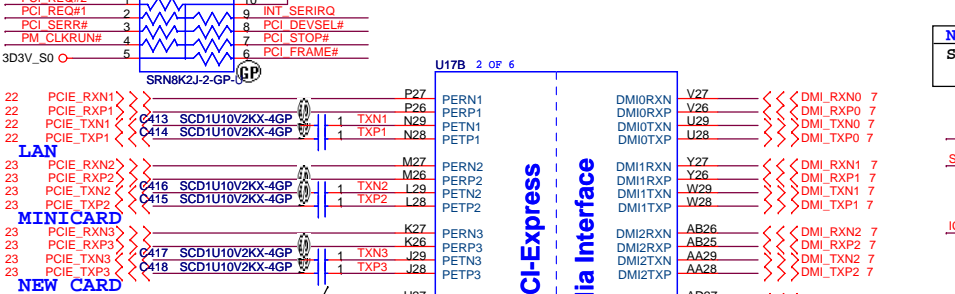 PCI_REQ#1 2 9 INT_SERIRQ
PCI_SERR# 3 8 PCI_DEVSEL#
PM_CLKRUN# 4 7 PCI_STOP#
3D3V_S0 5 6 PCI_FRAME#
SRN8K2J-2-GP-U
GP
U17B 2 OF 6
22 PCIE_RXN1 P27 PERN1 DMI0RXN V27 DMI_RXN0 7
22 PCIE_RXP1 P26 PERP1 DMI0RXP V26 DMI_RXP0 7
22 PCIE_TXN1 C413 SCD1U10V2KX-4GP 1 TXN1 N29 PETN1 DMI0TXN U29 DMI_TXN0 7
22 PCIE_TXP1 C414 SCD1U10V2KX-4GP 1 TXP1 N28 PETP1 DMI0TXP U28 DMI_TXP0 7
LAN
23 PCIE_RXN2 M27 PERN2 DMI1RXN Y27 DMI_RXN1 7
23 PCIE_RXP2 M26 PERP2 DMI1RXP Y26 DMI_RXP1 7
23 PCIE_TXN2 C416 SCD1U10V2KX-4GP 1 TXN2 L29 PETN2 DMI1TXN W29 DMI_TXN1 7
23 PCIE_TXP2 C415 SCD1U10V2KX-4GP 1 TXP2 L28 PETP2 DMI1TXP W28 DMI_TXP1 7
MINICARD
23 PCIE_RXN3 K27 PERN3 DMI2RXN AB26 DMI_RXN2 7
23 PCIE_RXP3 K26 PERP3 DMI2RXP AB25 DMI_RXP2 7
23 PCIE_TXN3 C417 SCD1U10V2KX-4GP 1 TXN3 J29 PETN3 DMI2TXN AA29 DMI_TXN2 7
23 PCIE_TXP3 C418 SCD1U10V2KX-4GP 1 TXP3 J28 PETP3 DMI2TXP AA28 DMI_TXP2 7
NEW CARD
CI-Express
ia Interface